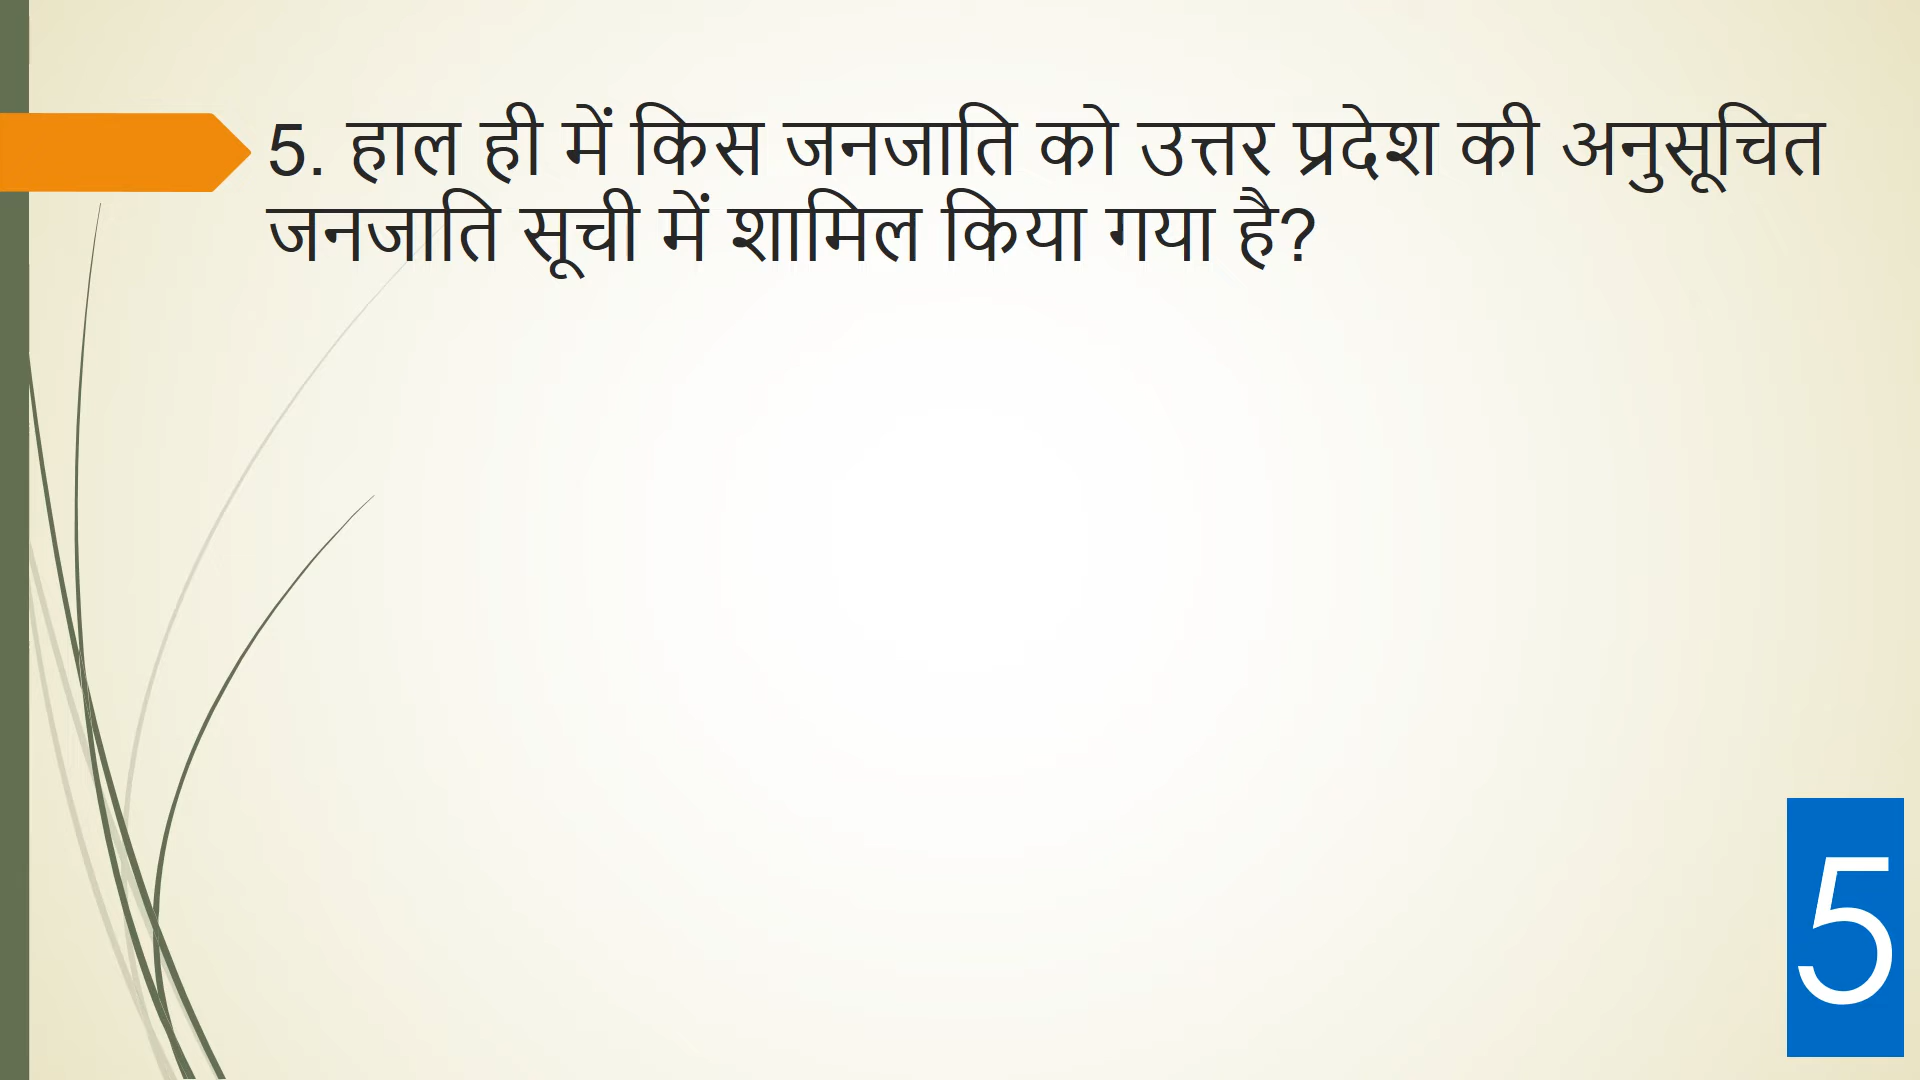 5. हाल ही में किस जनजाति को उत्तर प्रदेश की अनुसूचित
जनजाति सूची में शामिल किया गया है?
5